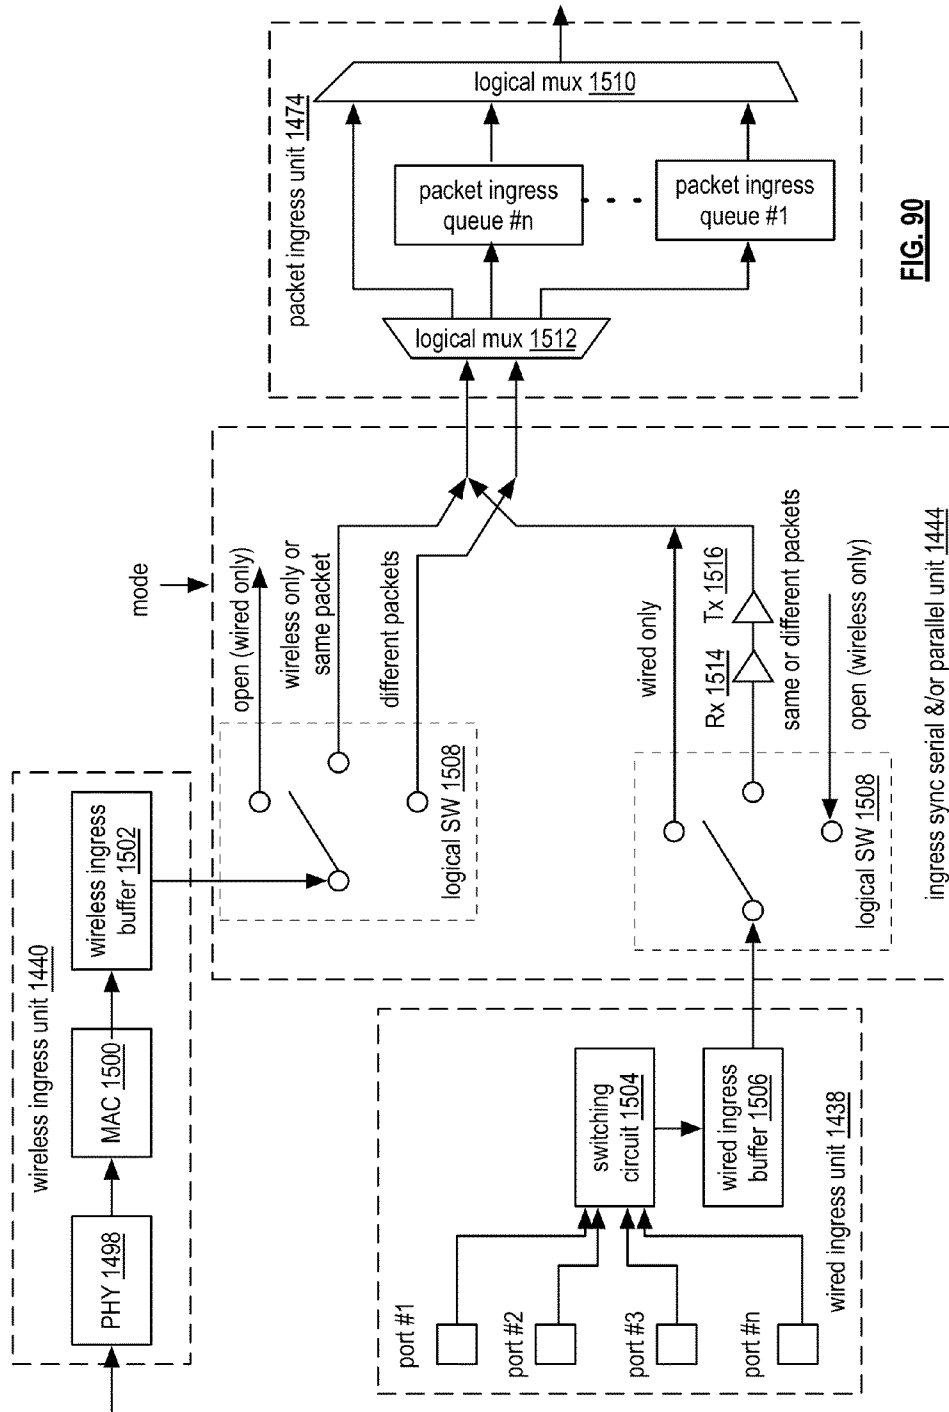 wireless ingress unit 1440
PHY 1498
MAC 1500
wireless ingress
buffer 1502
mode
open (wired only)
wireless only or
same packet
different packets
logical SW 1508
wired only
Rx 1514
Tx 1516
same or different packets
open (wireless only)
logical SW 1508
ingress sync serial &/or parallel unit 1444
port #1
port #2
port #3
port #n
switching
circuit 1504
wired ingress
buffer 1506
wired ingress unit 1438
packet ingress unit 1474
logical mux 1512
packet ingress
queue #n
packet ingress
queue #1
logical mux 1510
FIG. 90